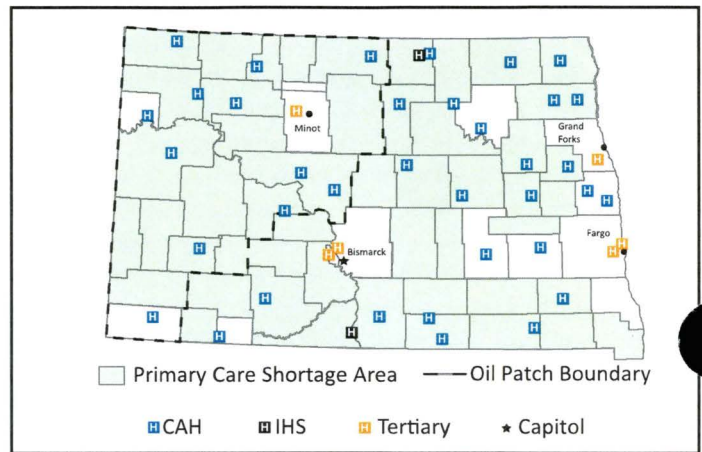 Minot
Grand
Forks
Fargo
Bismarck
Primary Care Shortage Area
Oil Patch Boundary
H CAH
H IHS
H Tertiary
Capitol